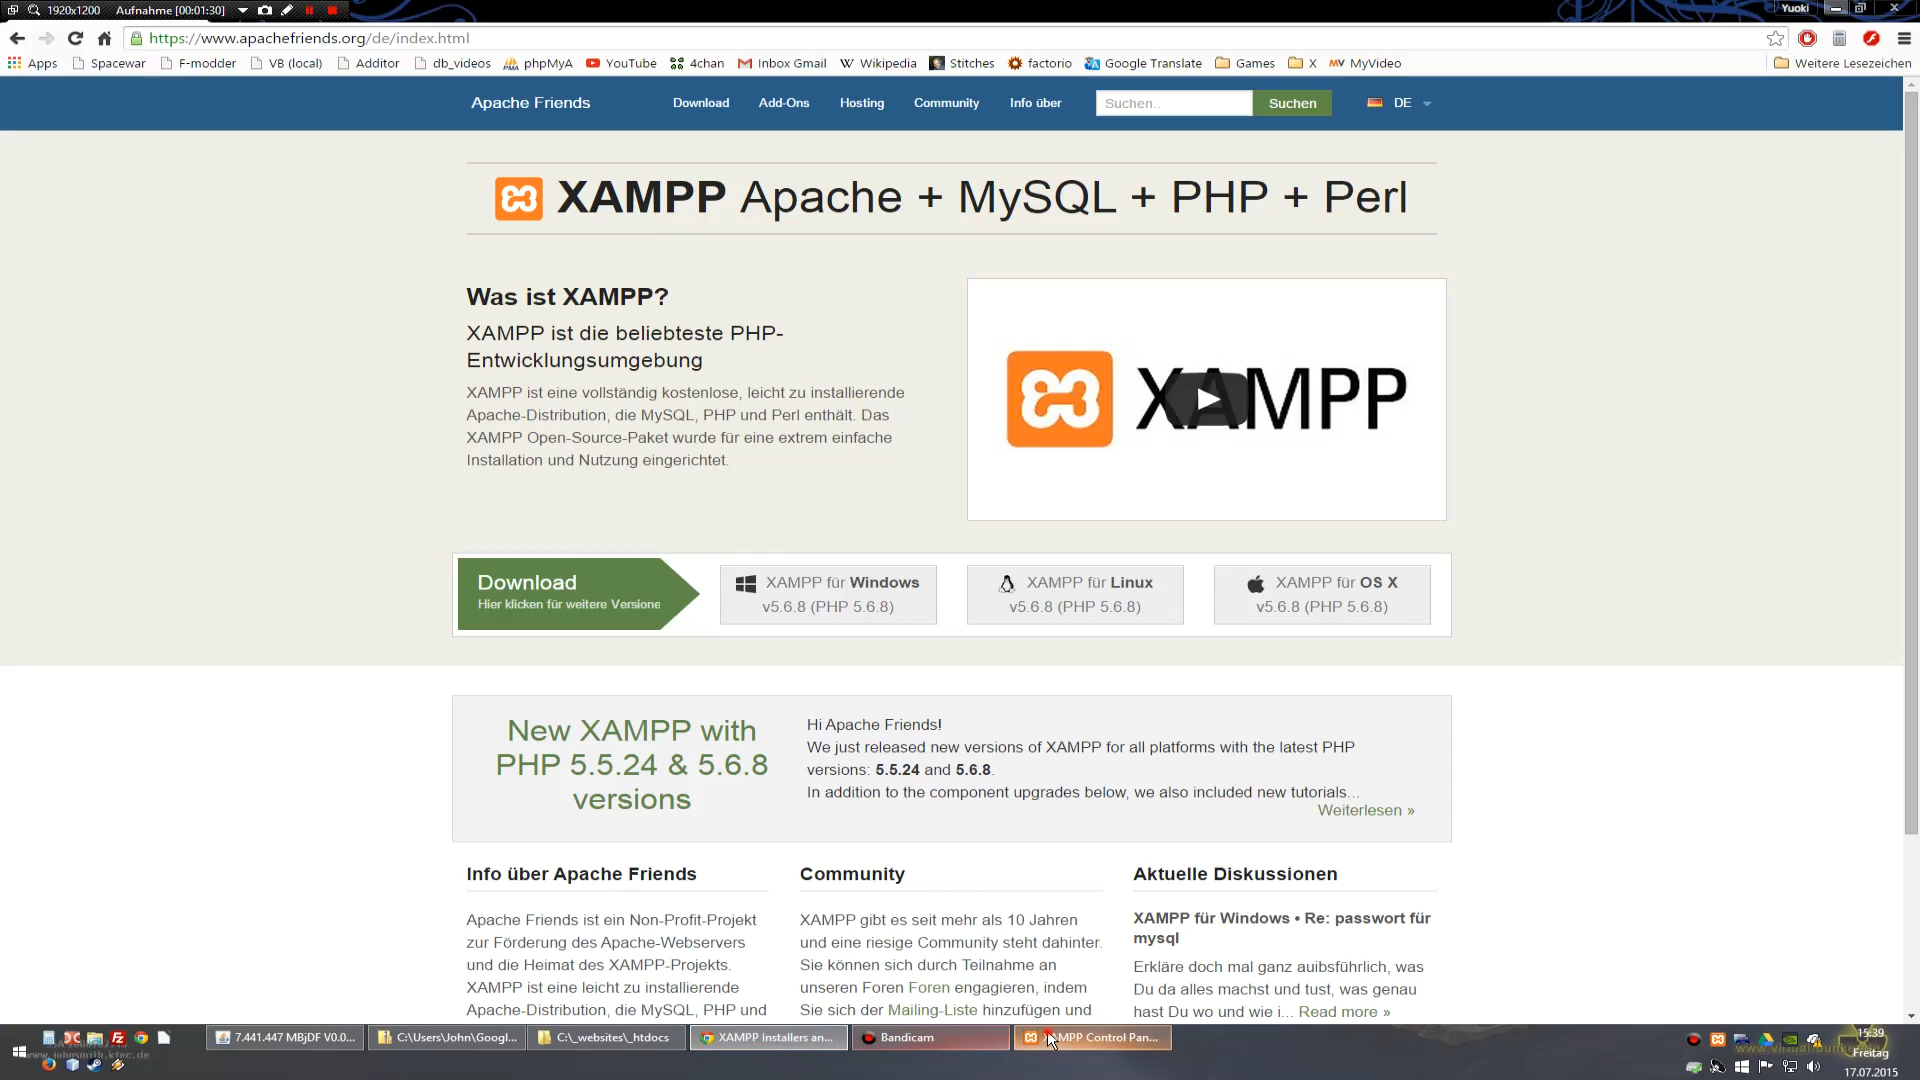 1920x1200 Aufnahme [00:01:30] Yuoki
https://www.apachefriends.org/de/index.html
Apps Spacewar F-modder VB (local) Additor db_videos phpMyA YouTube 4chan Inbox Gmail Wikipedia Stitches factorio Google Translate Games X MyVideo Weitere Lesezeichen
Apache Friends Download Add-Ons Hosting Community Info über Suchen.. Suchen DE
XAMPP Apache + MySQL + PHP + Perl
Was ist XAMPP?
XAMPP ist die beliebteste PHP-
Entwicklungsumgebung
XAMPP ist eine vollständig kostenlose, leicht zu installierende
Apache-Distribution, die MySQL, PHP und Perl enthält. Das
XAMPP Open-Source-Paket wurde für eine extrem einfache
Installation und Nutzung eingerichtet.
XAMPP
Download
Hier klicken für weitere Versione
XAMPP für Windows
v5.6.8 (PHP 5.6.8)
XAMPP für Linux
v5.6.8 (PHP 5.6.8)
XAMPP für OS X
v5.6.8 (PHP 5.6.8)
New XAMPP with
PHP 5.5.24 & 5.6.8
versions
Hi Apache Friends!
We just released new versions of XAMPP for all platforms with the latest PHP
versions: 5.5.24 and 5.6.8.
In addition to the component upgrades below, we also included new tutorials...
Weiterlesen »
Info über Apache Friends
Apache Friends ist ein Non-Profit-Projekt
zur Förderung des Apache-Webservers
und die Heimat des XAMPP-Projekts.
XAMPP ist eine leicht zu installierende
Apache-Distribution, die MySQL, PHP und
Community
XAMPP gibt es seit mehr als 10 Jahren
und eine riesige Community steht dahinter.
Sie können sich durch Teilnahme an
unseren Foren Foren engagieren, indem
Sie sich der Mailing-Liste hinzufügen und
Aktuelle Diskussionen
XAMPP für Windows • Re: passwort für
mysql
Erkläre doch mal ganz auibsführlich, was
Du da alles machst und tust, was genau
hast Du wo und wie i... Read more »
7.441.447 MBjDF V0.0... C:\Users\John\Googl... C:\_websites\_htdocs XAMPP Installers an... Bandicam MPP Control Pan...
15:39
Freitag
17.07.2015